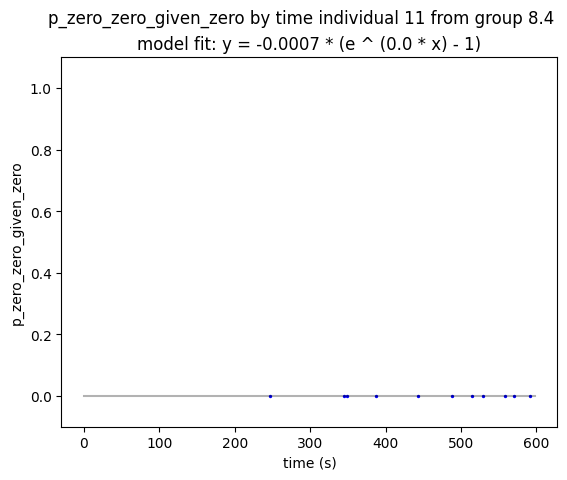 p_zero_zero_given_zero by time individual 11 from group 8.4
model fit: y = -0.0007 * (e ^ (0.0 * x) - 1)
p_zero_zero_given_zero
1.0
0.8
0.6
0.4
0.2
0.0
0 100 200 300 400 500 600
time (s)